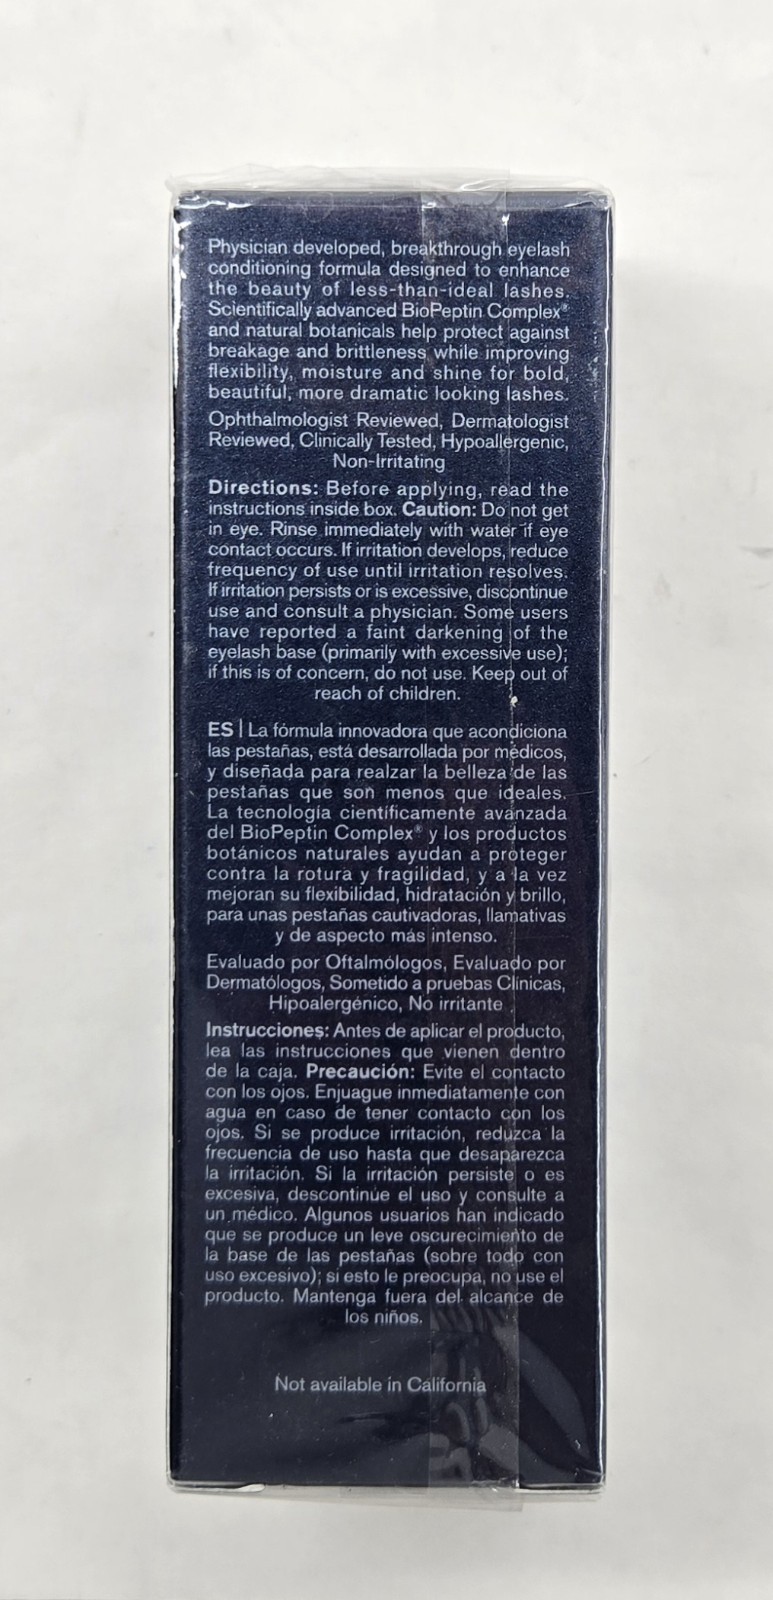 Physician developed, breakthrough eyelash
conditioning formula designed to enhance
the beauty of less-than-ideal lashes.
Scientifically advanced BioPeptin Complex®
and natural botanicals help protect against
breakage and brittleness while improving
flexibility, moisture and shine for bold,
beautiful, more dramatic looking lashes.
Ophthalmologist Reviewed, Dermatologist
Reviewed, Clinically Tested, Hypoallergenic,
Non-Irritating
Directions: Before applying, read the
instructions inside box. Caution: Do not get
in eye. Rinse immediately with water if eye
contact occurs. If irritation develops, reduce
frequency of use until irritation resolves.
If irritation persists or is excessive, discontinue
use and consult a physician. Some users
have reported a faint darkening of the
eyelash base (primarily with excessive use);
if this is of concern, do not use. Keep out of
reach of children.
ES | La fórmula innovadora que acondiciona
las pestañas, está desarrollada por médicos,
y diseñada para realzar la belleza de las
pestañas que son menos que ideales.
La tecnología científicamente avanzada
del BioPeptin Complex® y los productos
botánicos naturales ayudan a proteger
contra la rotura y fragilidad, y a la vez
mejoran su flexibilidad, hidratación y brillo,
para unas pestañas cautivadoras, llamativas
y de aspecto más intenso.
Evaluado por Oftalmólogos, Evaluado por
Dermatólogos, Sometido a pruebas Clínicas,
Hipoalergénico, No irritante
Instrucciones: Antes de aplicar el producto,
lea las instrucciones que vienen dentro
de la caja. Precaución: Evite el contacto
con los ojos. Enjuague inmediatamente con
agua en caso de tener contacto con los
ojos. Si se produce irritación, reduzca la
frecuencia de uso hasta que desaparezca
la irritación. Si la irritación persiste o es
excesiva, descontinúe el uso y consulte a
un médico. Algunos usuarios han indicado
que se produce un leve oscurecimiento de
la base de las pestañas (sobre todo con
uso excesivo); si esto le preocupa, no use el
producto. Mantenga fuera del alcance de
los niños.
Not available in California